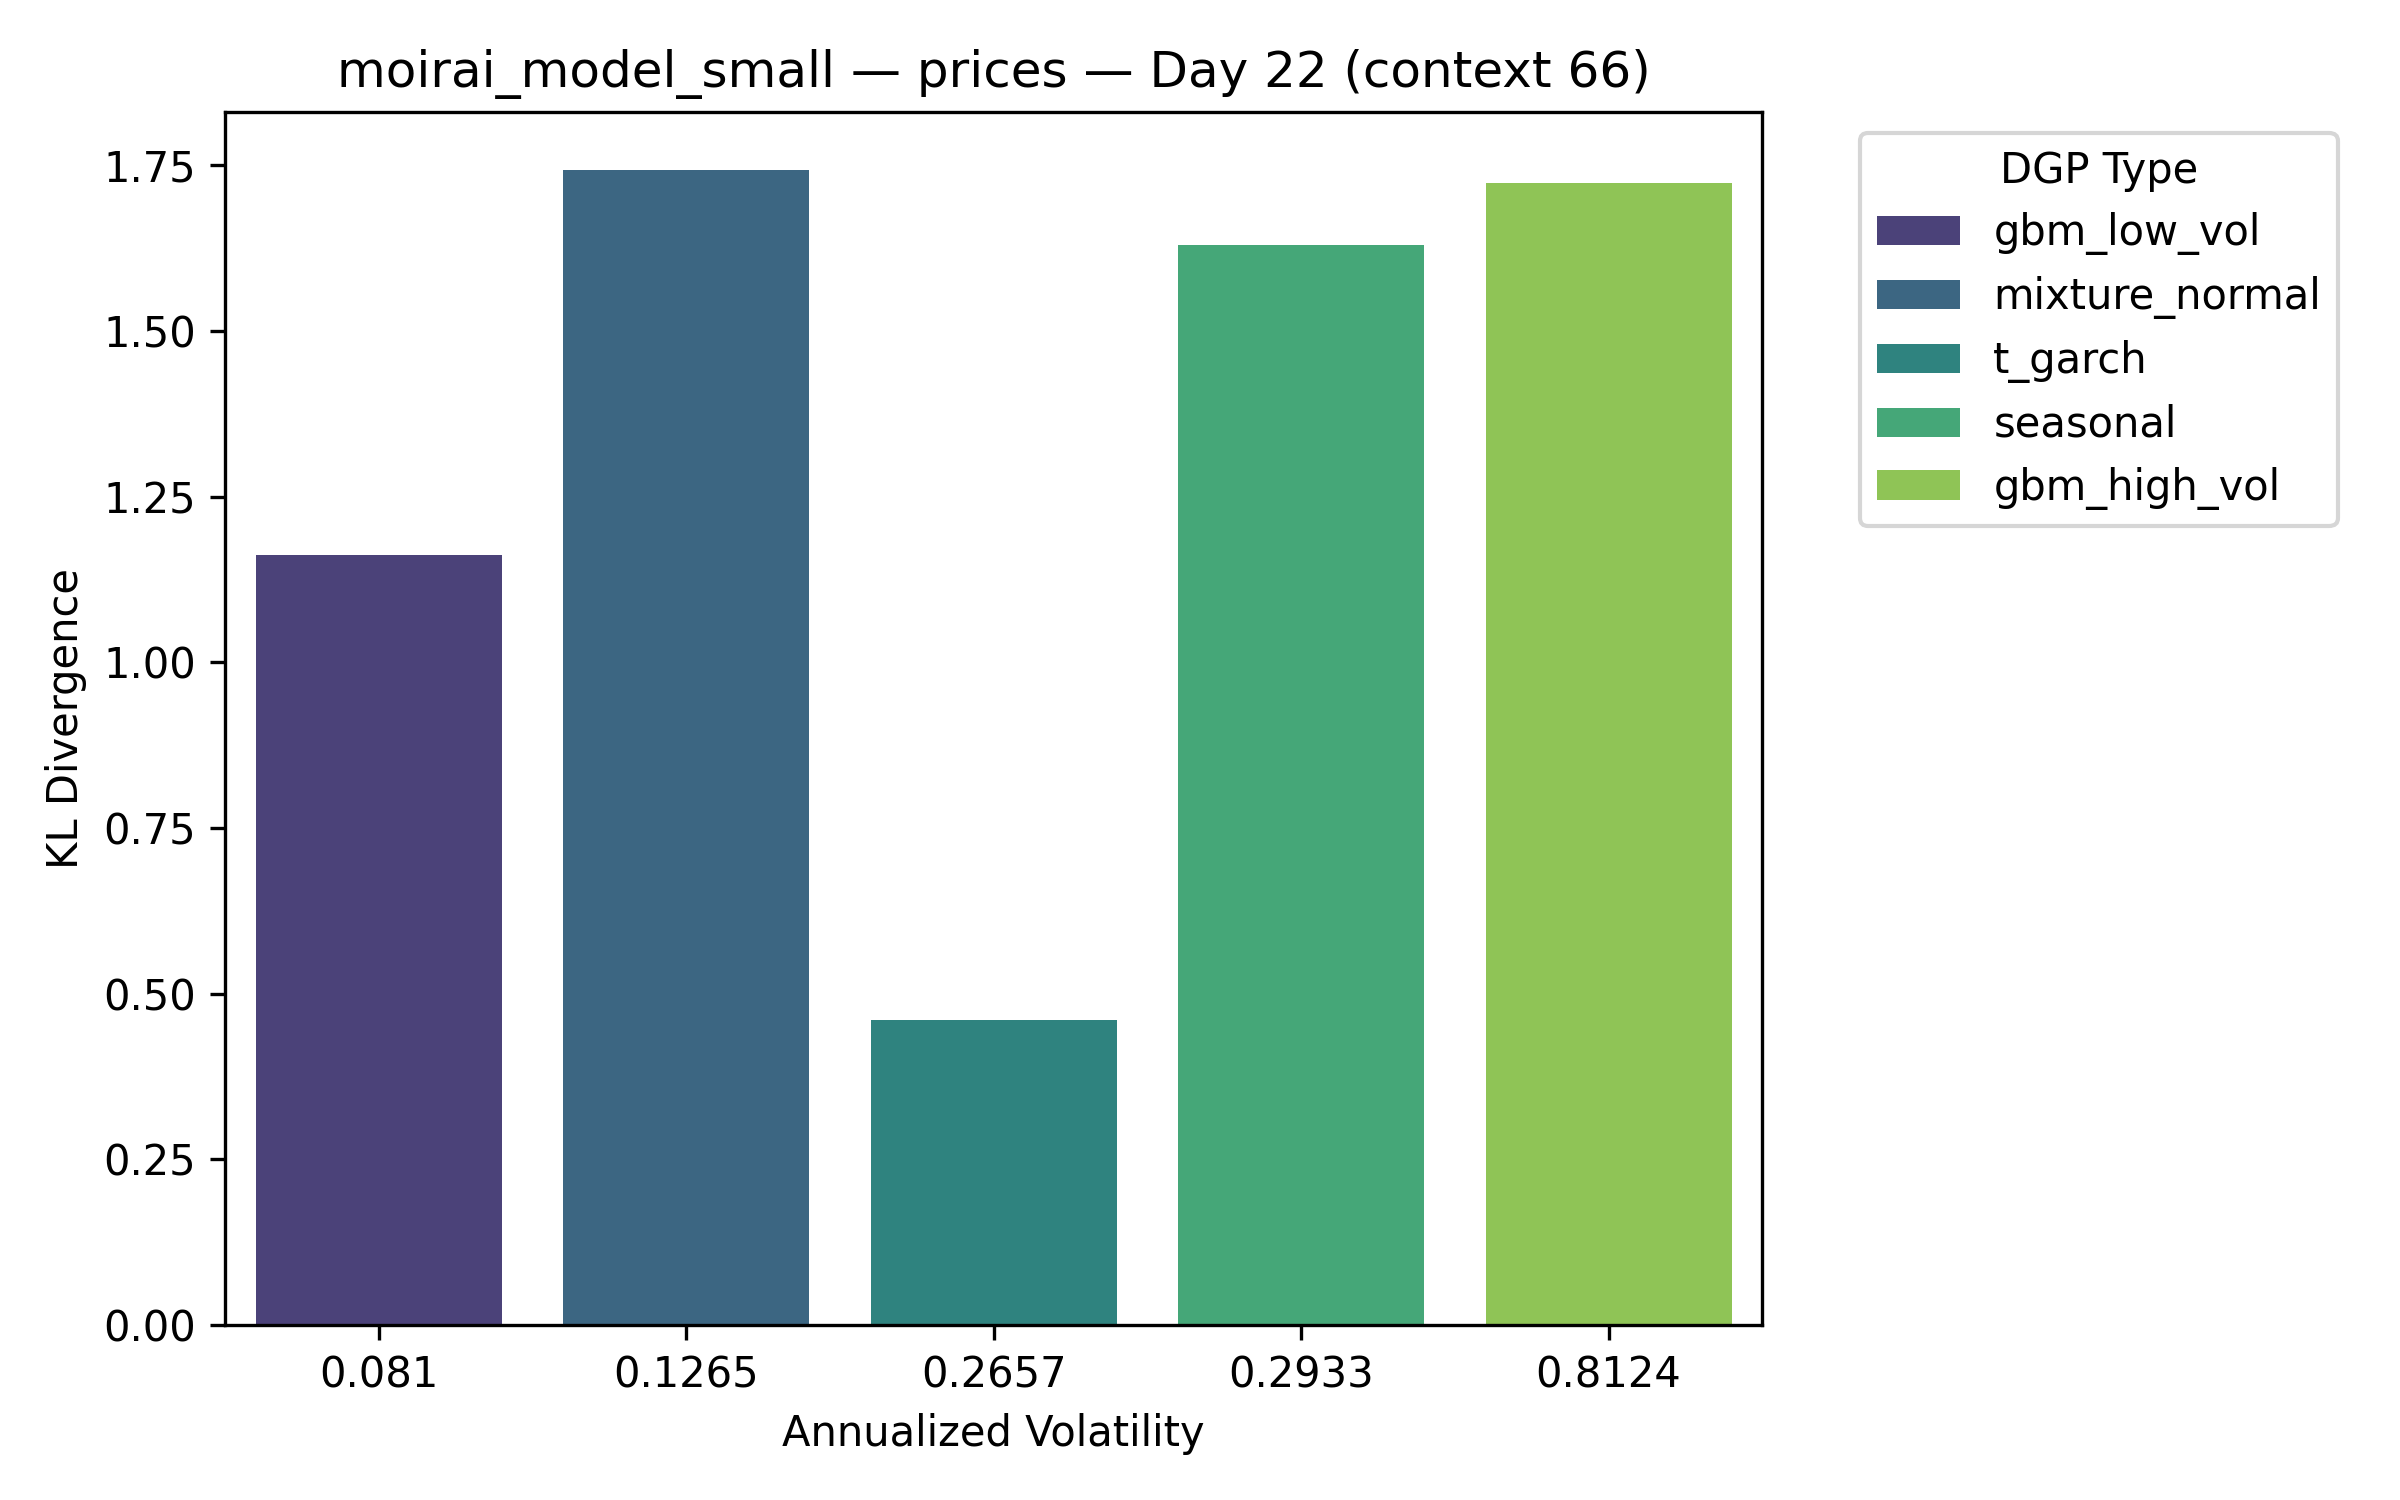 moirai_model_small — prices — Day 22 (context 66)
KL Divergence
1.75
1.50
1.25
1.00
0.75
0.50
0.25
0.00
0.081 0.1265 0.2657 0.2933 0.8124
Annualized Volatility
DGP Type
gbm_low_vol
mixture_normal
t_garch
seasonal
gbm_high_vol